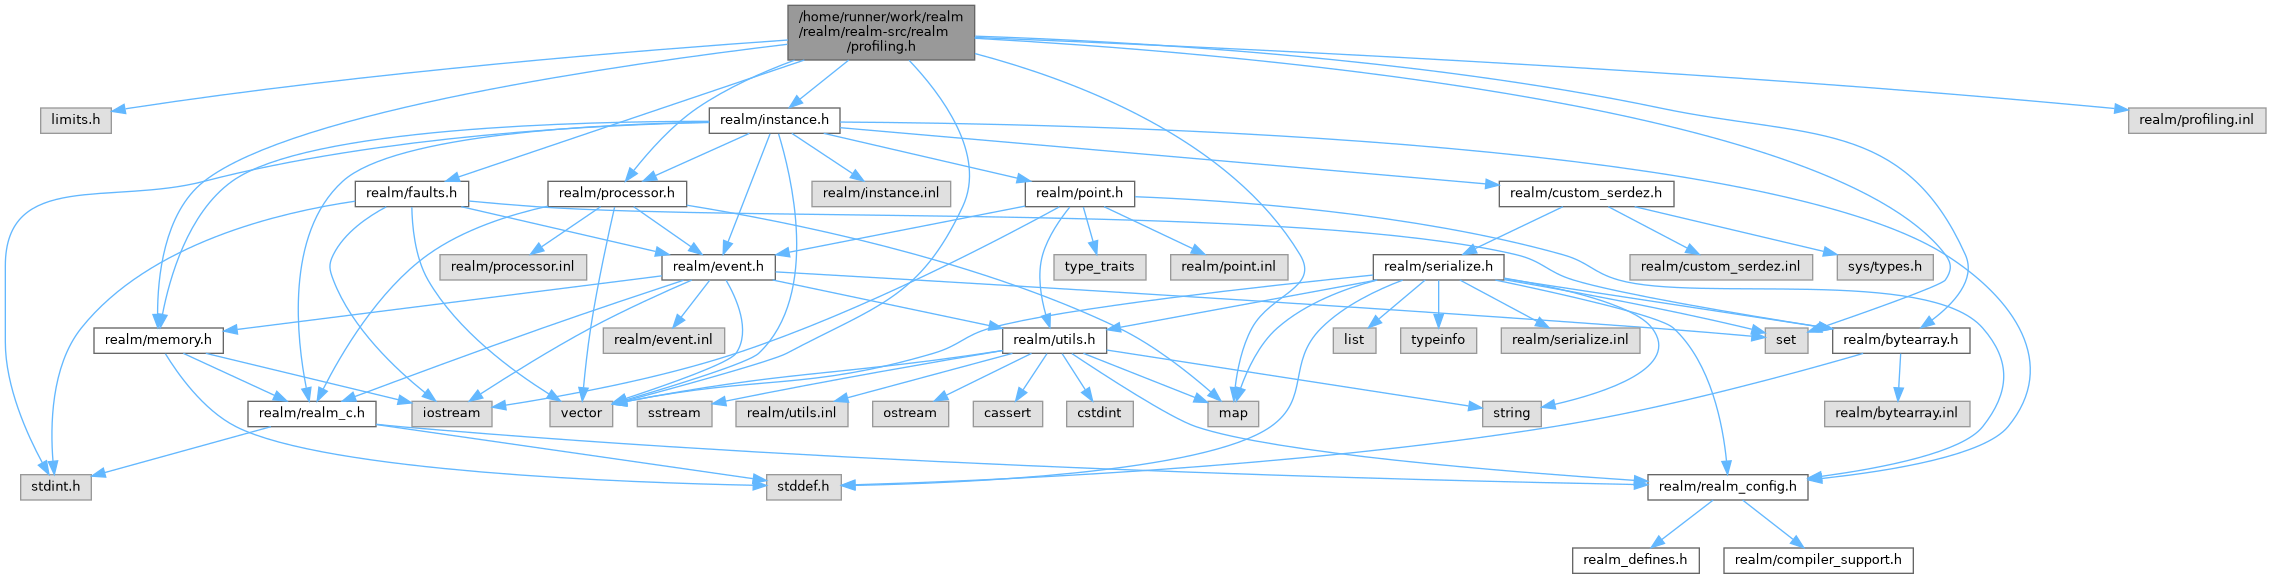 /home/runner/work/realm
/realm/realm-src/realm
/profiling.h
limits.h
realm/instance.h
realm/profiling.inl
realm/faults.h
realm/processor.h
realm/instance.inl
realm/point.h
realm/custom_serdez.h
realm/processor.inl
realm/event.h
type_traits
realm/point.inl
realm/serialize.h
realm/custom_serdez.inl
sys/types.h
realm/memory.h
realm/event.inl
realm/utils.h
list
typeinfo
realm/serialize.inl
set
realm/bytearray.h
realm/realm_c.h
iostream
vector
sstream
realm/utils.inl
ostream
cassert
cstdint
map
string
realm/bytearray.inl
stdint.h
stddef.h
realm/realm_config.h
realm_defines.h
realm/compiler_support.h